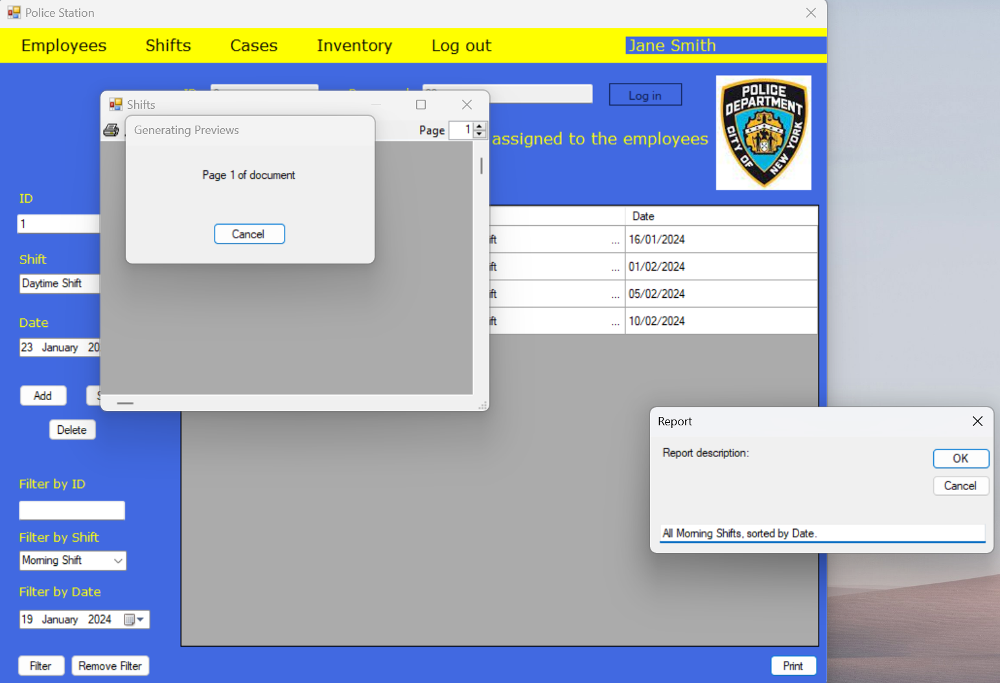 Police Station
Employees Shifts Cases Inventory Log out Jane Smith
Log in
Shifts
Page 1
Generating Previews
Page 1 of document
Cancel
assigned to the employees
POLICE
DEPARTMENT
CITY OF
NEW YORK
ID
1
Shift
Daytime Shift
Date
23 January 20
Add
Delete
Date
ift ... 16/01/2024
ift ... 01/02/2024
ift ... 05/02/2024
ift ... 10/02/2024
Report
Report description:
OK
Cancel
All Morning Shifts, sorted by Date.
Filter by ID
Filter by Shift
Morning Shift
Filter by Date
19 January 2024
Filter Remove Filter
Print